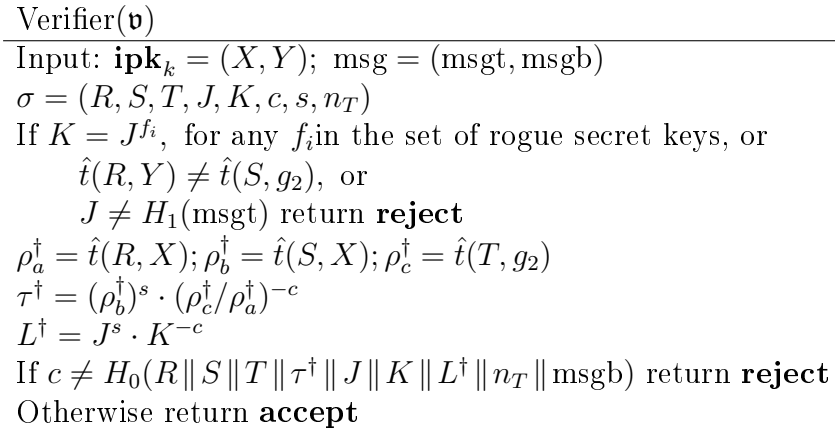 Verifier(𝔳)
Input: ipk_k = (X, Y); msg = (msgt, msgb)
σ = (R, S, T, J, K, c, s, n_T)
If K = J^{f_i}, for any f_i in the set of rogue secret keys, or
t̂(R, Y) ≠ t̂(S, g_2), or
J ≠ H_1(msgt) return reject
ρ_a^† = t̂(R, X); ρ_b^† = t̂(S, X); ρ_c^† = t̂(T, g_2)
τ^† = (ρ_b^†)^s · (ρ_c^†/ρ_a^†)^{-c}
L^† = J^s · K^{-c}
If c ≠ H_0(R‖S‖T‖τ^†‖J‖K‖L^†‖n_T‖msgb) return reject
Otherwise return accept